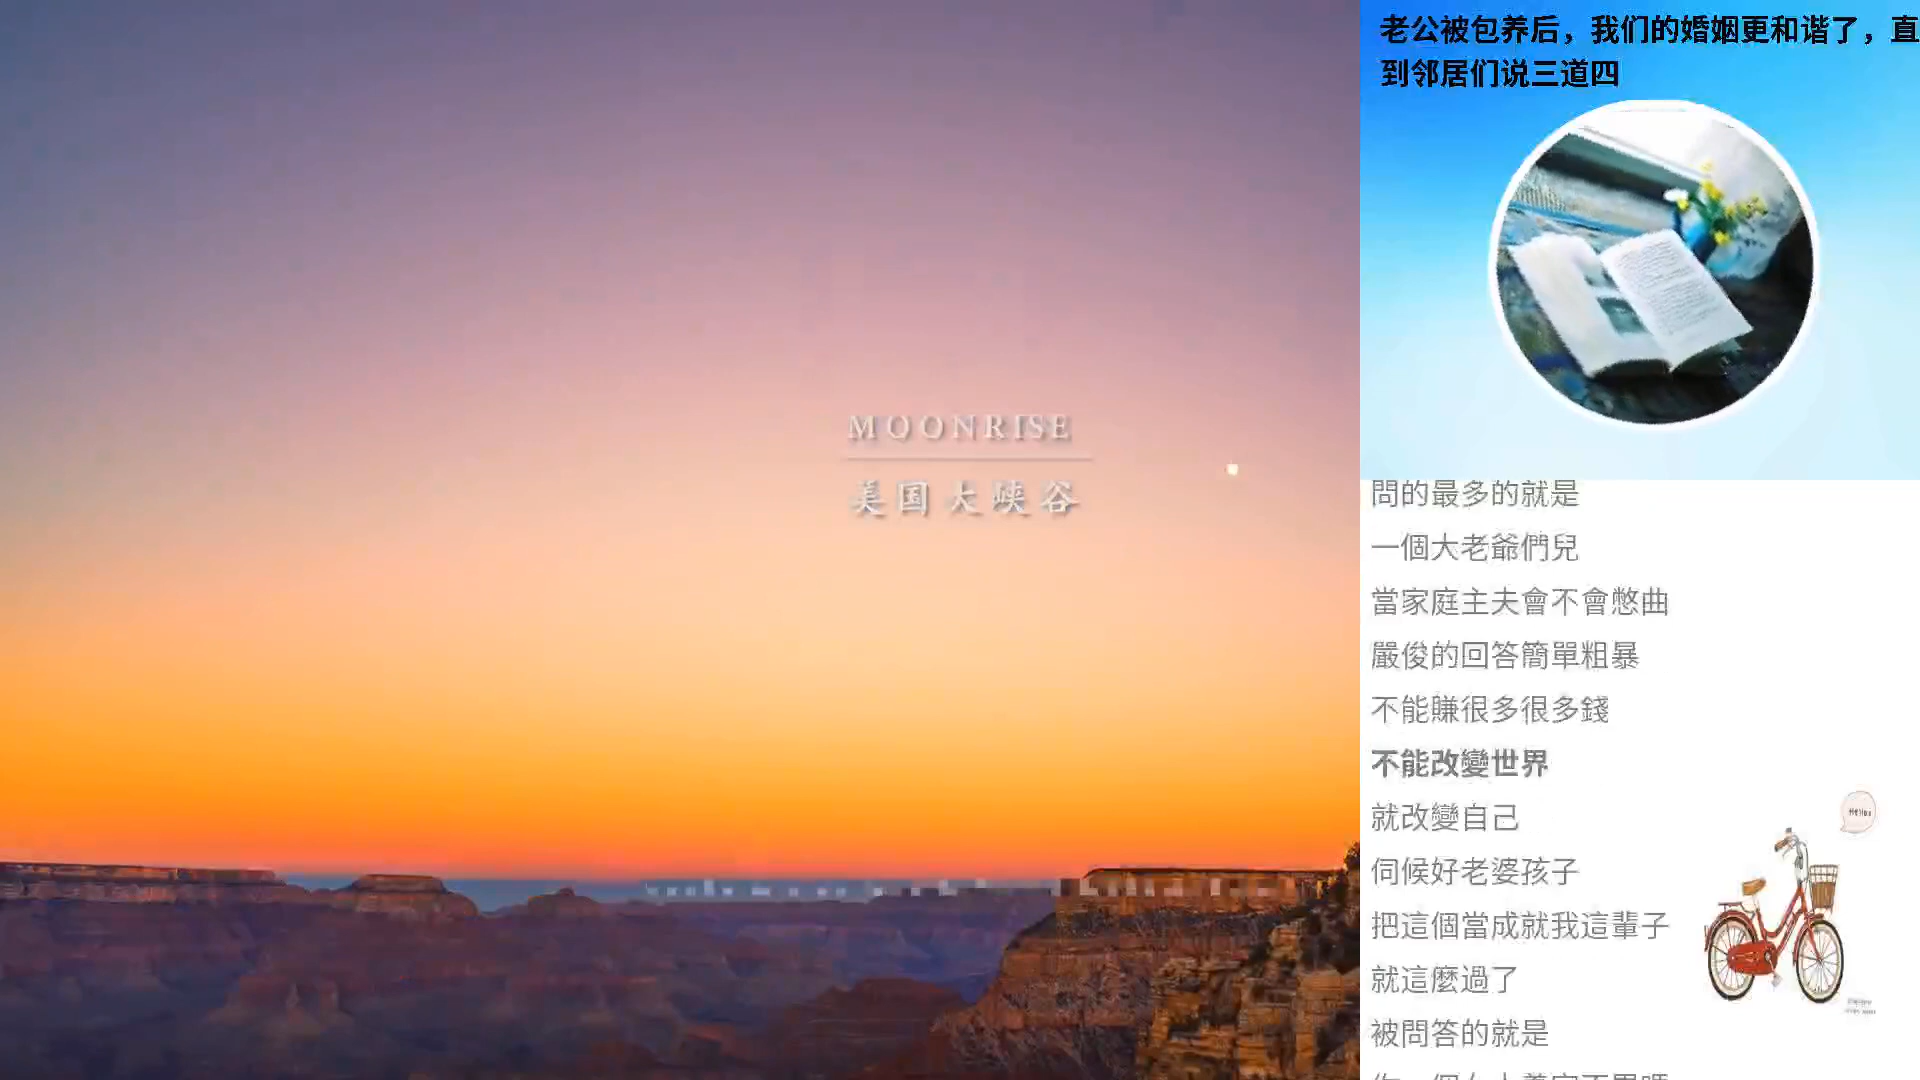 MOONRISE
美国大峡谷
老公被包养后，我们的婚姻更和谐了，直
到邻居们说三道四
問的最多的就是
一個大老爺們兒
當家庭主夫會不會憋曲
嚴俊的回答簡單粗暴
不能賺很多很多錢
不能改變世界
就改變自己
伺候好老婆孩子
把這個當成就我這輩子
就這麼過了
被問答的就是
Hello